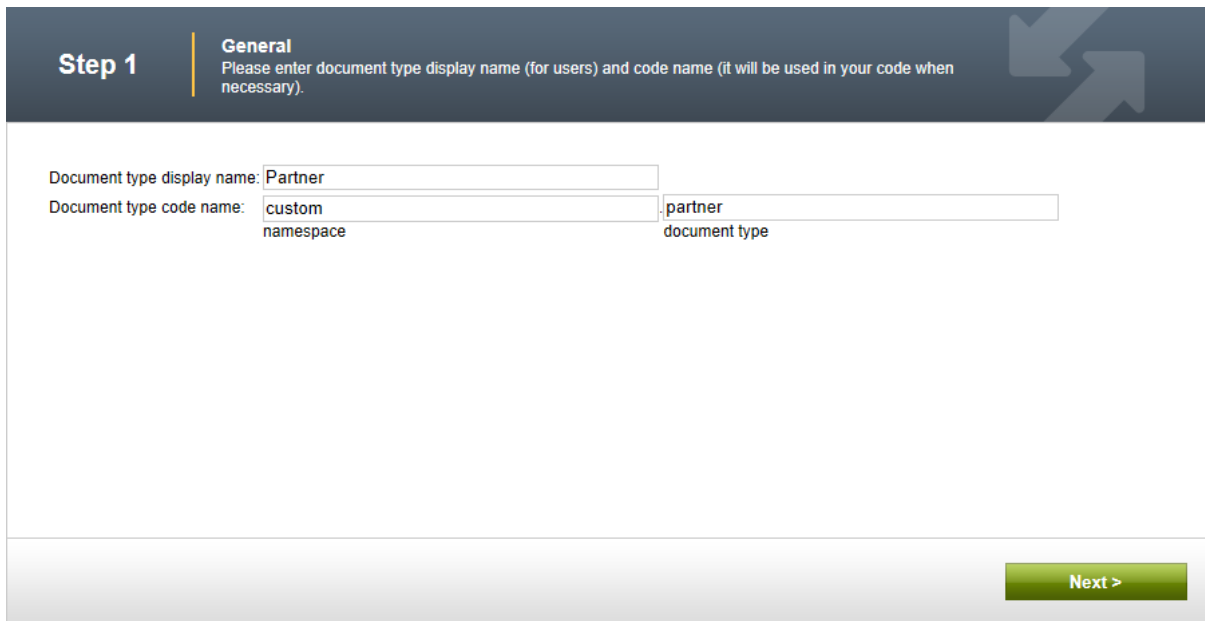 Step 1
General
Please enter document type display name (for users) and code name (it will be used in your code when
necessary).
Document type display name: Partner
Document type code name: custom .partner
namespace document type
Next >